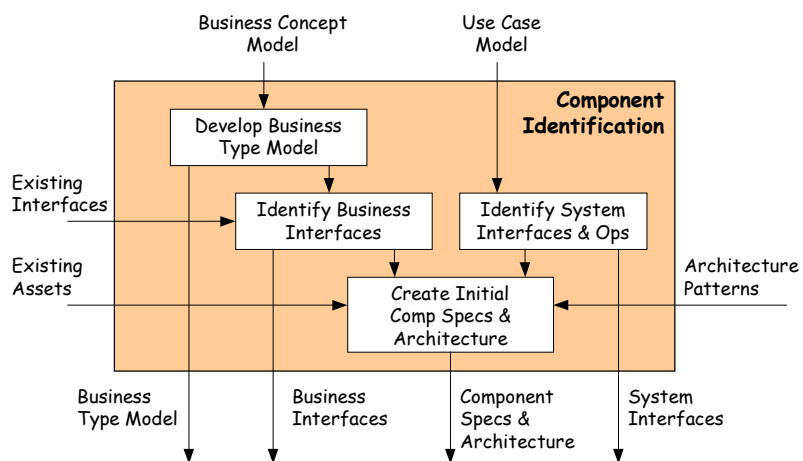 Business Concept
Model
Use Case
Model
Component
Identification
Develop Business
Type Model
Existing
Interfaces
Identify Business
Interfaces
Identify System
Interfaces & Ops
Existing
Assets
Create Initial
Comp Specs &
Architecture
Architecture
Patterns
Business
Type Model
Business
Interfaces
Component
Specs &
Architecture
System
Interfaces